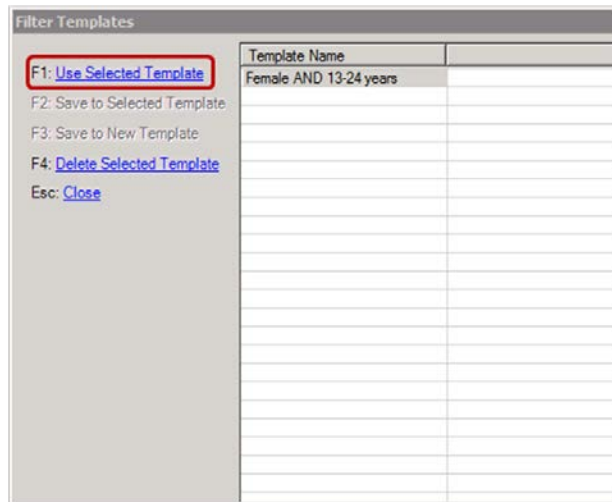 Filter Templates
F1: Use Selected Template
F2: Save to Selected Template
F3: Save to New Template
F4: Delete Selected Template
Esc: Close
Template Name
Female AND 13-24 years